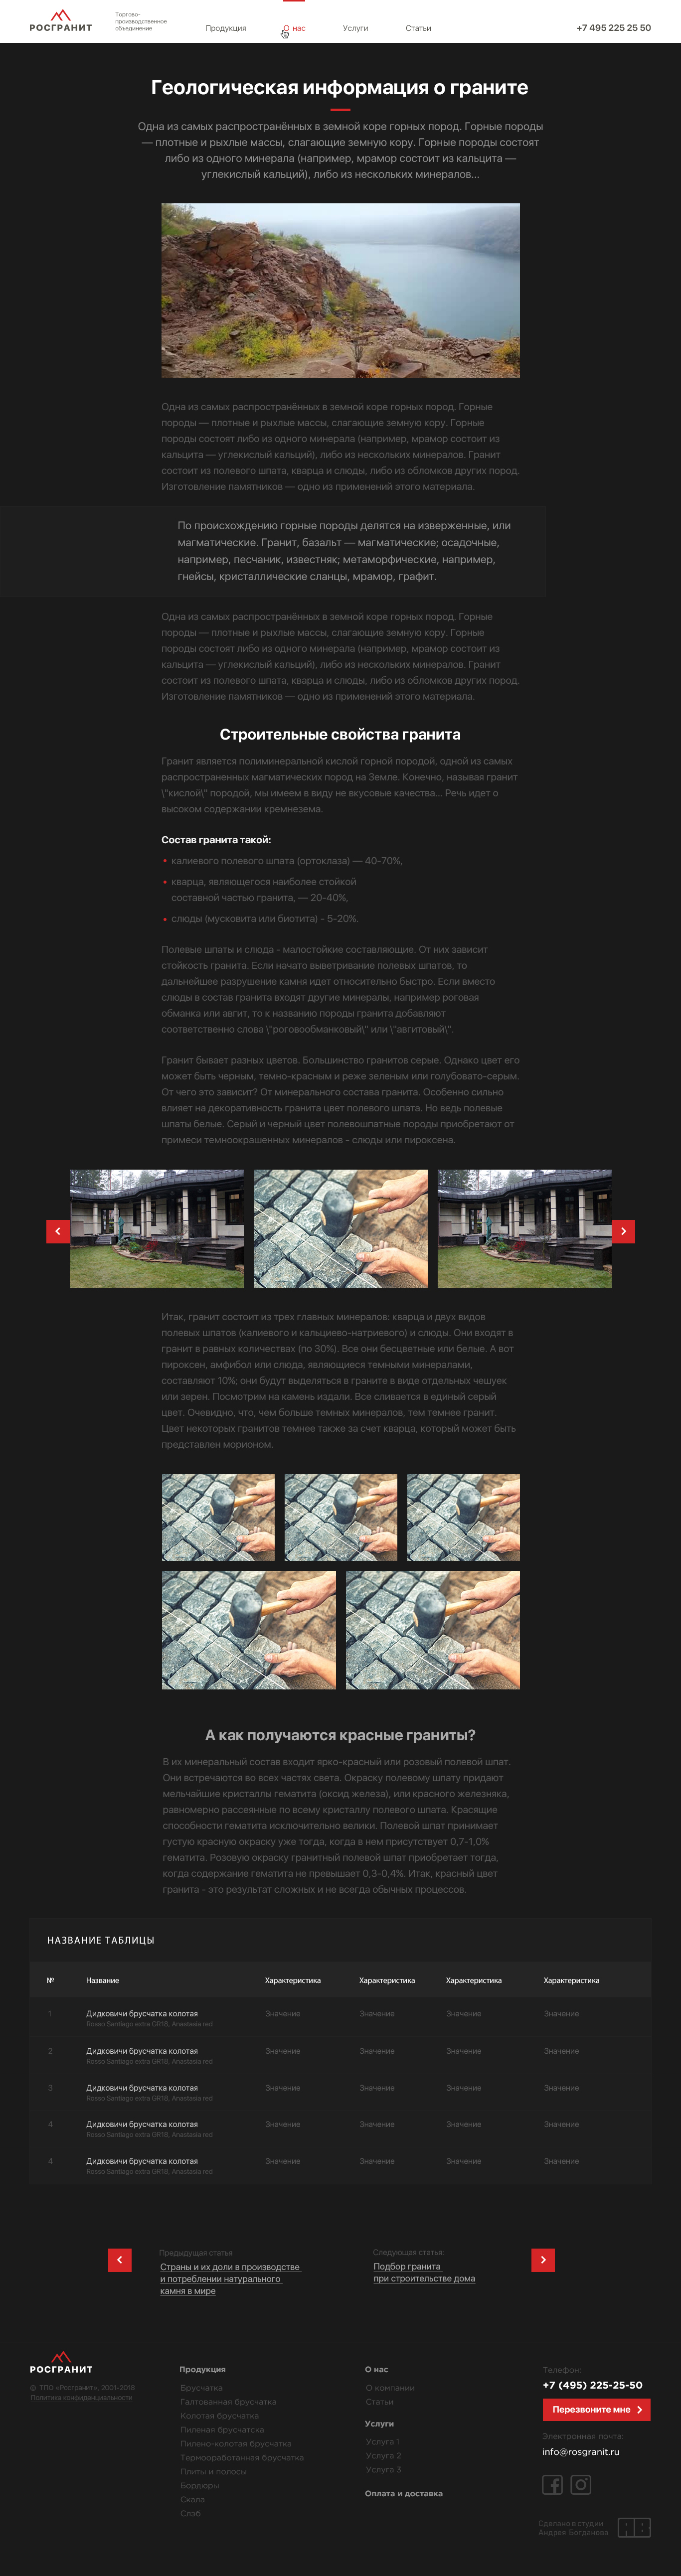 РОСГРАНИТ
Торгово-
производственное
объединение
Продукция
О нас
Услуги
Статьи
+7 495 225 25 50
Геологическая информация о граните
Одна из самых распространённых в земной коре горных пород. Горные породы
— плотные и рыхлые массы, слагающие земную кору. Горные породы состоят
либо из одного минерала (например, мрамор состоит из кальцита —
углекислый кальций), либо из нескольких минералов...
Одна из самых распространённых в земной коре горных пород. Горные
породы — плотные и рыхлые массы, слагающие земную кору. Горные
породы состоят либо из одного минерала (например, мрамор состоит из
кальцита — углекислый кальций), либо из нескольких минералов. Гранит
состоит из полевого шпата, кварца и слюды, либо из обломков других пород.
Изготовление памятников — одно из применений этого материала.
По происхождению горные породы делятся на изверженные, или
магматические. Гранит, базальт — магматические; осадочные,
например, песчаник, известняк; метаморфические, например,
гнейсы, кристаллические сланцы, мрамор, графит.
Одна из самых распространённых в земной коре горных пород. Горные
породы — плотные и рыхлые массы, слагающие земную кору. Горные
породы состоят либо из одного минерала (например, мрамор состоит из
кальцита — углекислый кальций), либо из нескольких минералов. Гранит
состоит из полевого шпата, кварца и слюды, либо из обломков других пород.
Изготовление памятников — одно из применений этого материала.
Строительные свойства гранита
Гранит является полиминеральной кислой горной породой, одной из самых
распространенных магматических пород на Земле. Конечно, называя гранит
\"кислой\" породой, мы имеем в виду не вкусовые качества... Речь идет о
высоком содержании кремнезема.
Состав гранита такой:
калиевого полевого шпата (ортоклаза) — 40-70%,
кварца, являющегося наиболее стойкой
составной частью гранита, — 20-40%,
слюды (мусковита или биотита) - 5-20%.
Полевые шпаты и слюда - малостойкие составляющие. От них зависит
стойкость гранита. Если начато выветривание полевых шпатов, то
дальнейшее разрушение камня идет относительно быстро. Если вместо
слюды в состав гранита входят другие минералы, например роговая
обманка или авгит, то к названию породы гранита добавляют
соответственно слова \"роговообманковый\" или \"авгитовый\".
Гранит бывает разных цветов. Большинство гранитов серые. Однако цвет его
может быть черным, темно-красным и реже зеленым или голубовато-серым.
От чего это зависит? От минерального состава гранита. Особенно сильно
влияет на декоративность гранита цвет полевого шпата. Но ведь полевые
шпаты белые. Серый и черный цвет полевошпатные породы приобретают от
примеси темноокрашенных минералов - слюды или пироксена.
Итак, гранит состоит из трех главных минералов: кварца и двух видов
полевых шпатов (калиевого и кальциево-натриевого) и слюды. Они входят в
гранит в равных количествах (по 30%). Все они бесцветные или белые. А вот
пироксен, амфибол или слюда, являющиеся темными минералами,
составляют 10%; они будут выделяться в граните в виде отдельных чешуек
или зерен. Посмотрим на камень издали. Все сливается в единый серый
цвет. Очевидно, что, чем больше темных минералов, тем темнее гранит.
Цвет некоторых гранитов темнее также за счет кварца, который может быть
представлен морионом.
А как получаются красные граниты?
В их минеральный состав входит ярко-красный или розовый полевой шпат.
Они встречаются во всех частях света. Окраску полевому шпату придают
мельчайшие кристаллы гематита (оксид железа), или красного железняка,
равномерно рассеянные по всему кристаллу полевого шпата. Красящие
способности гематита исключительно велики. Полевой шпат принимает
густую красную окраску уже тогда, когда в нем присутствует 0,7-1,0%
гематита. Розовую окраску гранитный полевой шпат приобретает тогда,
когда содержание гематита не превышает 0,3-0,4%. Итак, красный цвет
гранита - это результат сложных и не всегда обычных процессов.
НАЗВАНИЕ ТАБЛИЦЫ
№ Название Характеристика Характеристика Характеристика Характеристика
1 Дидковичи брусчатка колотая Значение Значение Значение Значение
Rosso Santiago extra GR18, Anastasia red
2 Дидковичи брусчатка колотая Значение Значение Значение Значение
Rosso Santiago extra GR18, Anastasia red
3 Дидковичи брусчатка колотая Значение Значение Значение Значение
Rosso Santiago extra GR18, Anastasia red
4 Дидковичи брусчатка колотая Значение Значение Значение Значение
Rosso Santiago extra GR18, Anastasia red
4 Дидковичи брусчатка колотая Значение Значение Значение Значение
Rosso Santiago extra GR18, Anastasia red
Предыдущая статья
Страны и их доли в производстве
и потреблении натурального
камня в мире
Следующая статья:
Подбор гранита
при строительстве дома
РОСГРАНИТ
© ТПО «Росгранит», 2001-2018
Политика конфиденциальности
Продукция
Брусчатка
Галтованная брусчатка
Колотая брусчатка
Пиленая брусчатска
Пилено-колотая брусчатка
Термооработанная брусчатка
Плиты и полосы
Бордюры
Скала
Слэб
О нас
О компании
Статьи
Услуги
Услуга 1
Услуга 2
Услуга 3
Оплата и доставка
Телефон:
+7 (495) 225-25-50
Перезвоните мне
Электронная почта:
info@rosgranit.ru
Сделано в студии
Андрея Богданова